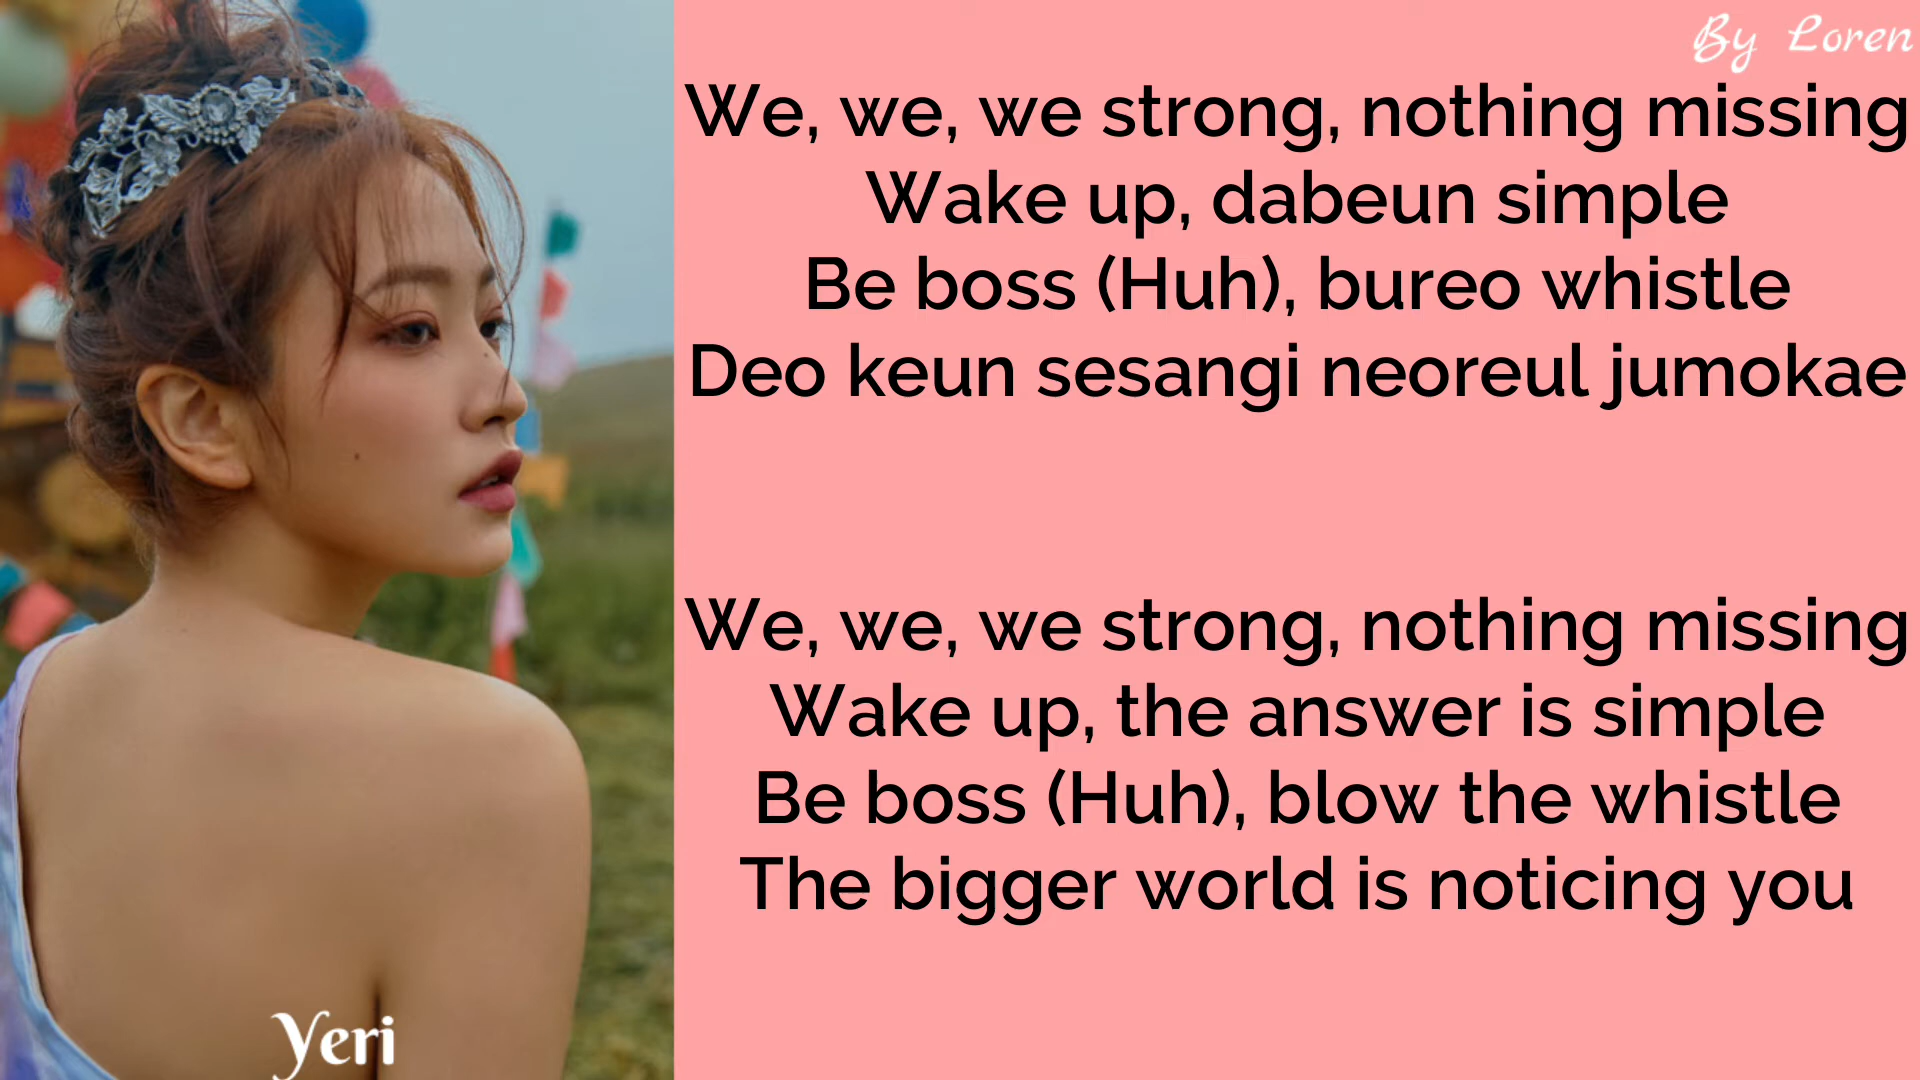 By Loren
We, we, we strong, nothing missing
Wake up, dabeun simple
Be boss (Huh), bureo whistle
Deo keun sesangi neoreul jumokae
We, we, we strong, nothing missing
Wake up, the answer is simple
Be boss (Huh), blow the whistle
The bigger world is noticing you
Yeri